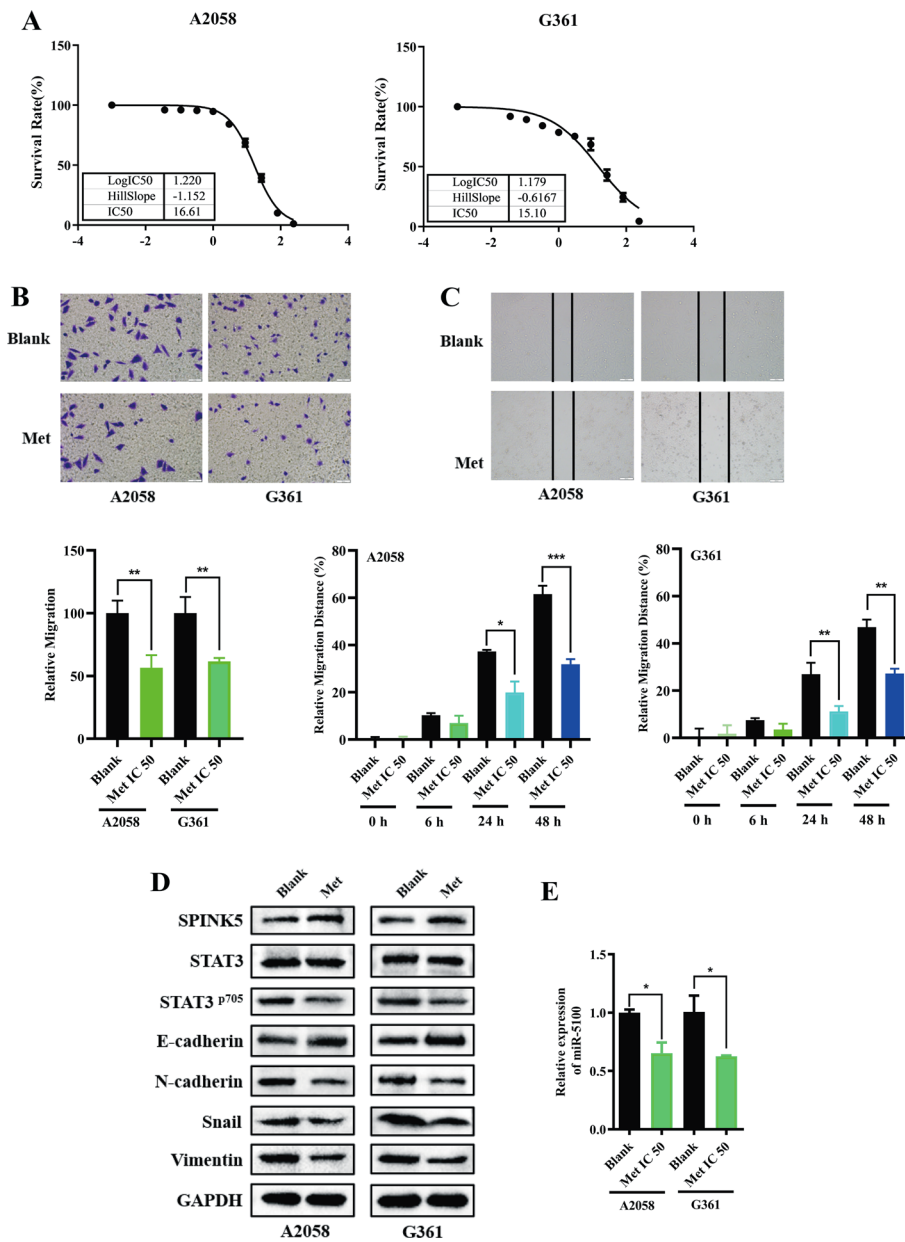 A
A2058
Survival Rate(%)
150
100
50
0
LogIC50 1.220
HillSlope -1.152
IC50 16.61
-4 -2 0 2 4
G361
Survival Rate(%)
150
100
50
0
LogIC50 1.179
HillSlope -0.6167
IC50 15.10
-4 -2 0 2 4
B
Blank
Met
A2058 G361
C
Blank
Met
A2058 G361
Relative Migration
150
100
50
0
** **
Blank Met IC 50 Blank Met IC 50
A2058 G361
A2058
Relative Migration Distance (%)
80
60
40
20
0
* ***
Blank Met IC 50 Blank Met IC 50 Blank Met IC 50 Blank Met IC 50
0 h 6 h 24 h 48 h
G361
Relative Migration Distance (%)
80
60
40
20
0
** **
Blank Met IC 50 Blank Met IC 50 Blank Met IC 50 Blank Met IC 50
0 h 6 h 24 h 48 h
D
Blank Met Blank Met
SPINK5
STAT3
STAT3 p705
E-cadherin
N-cadherin
Snail
Vimentin
GAPDH
A2058 G361
E
Relative expression
of miR-5100
1.5
1.0
0.5
0.0
* *
Blank Met IC 50 Blank Met IC 50
A2058 G361